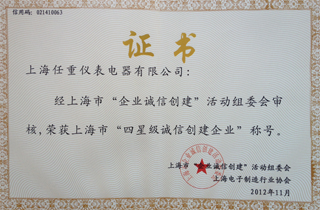 信用码：021410063
证书
上海任重仪表电器有限公司：
经上海市“企业诚信创建”活动组委会审
核,荣获上海市“四星级诚信创建企业”称号。
上海市“企业诚信创建”活动组委会
上海电子制造行业协会
2012年11月